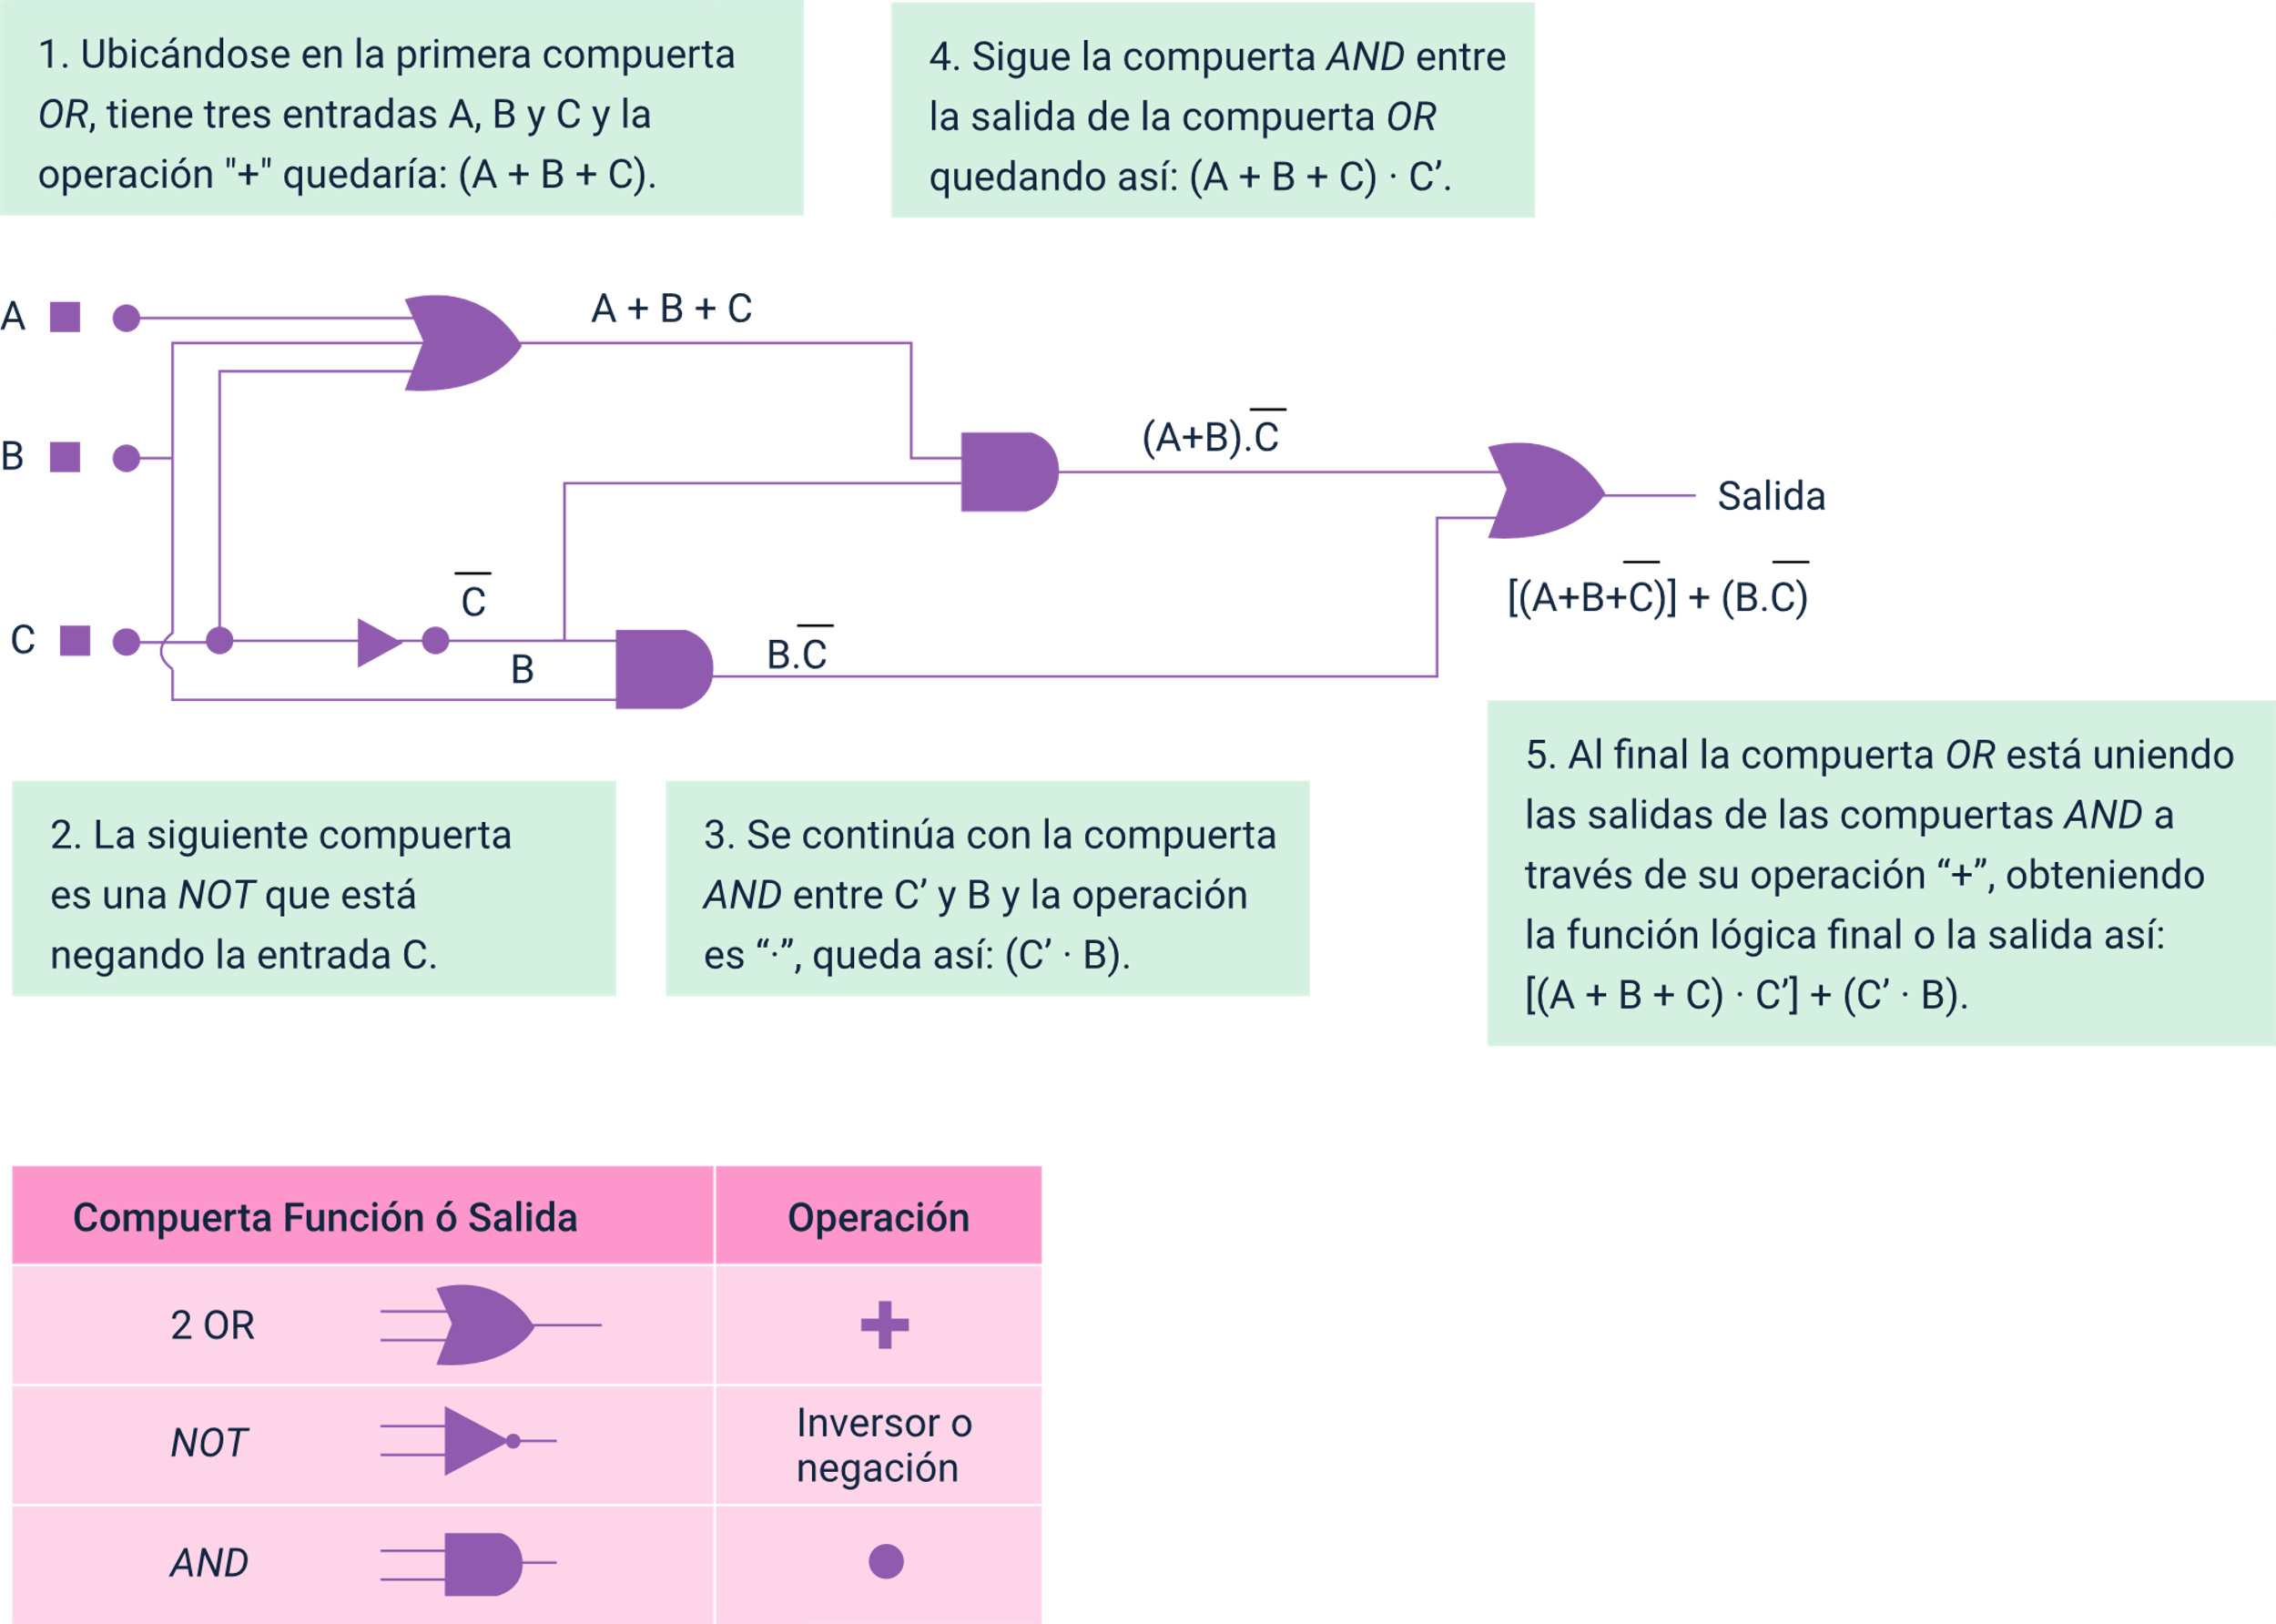 1. Ubicándose en la primera compuerta
OR, tiene tres entradas A, B y C y la
operación "+" quedaría: (A + B + C).
4. Sigue la compuerta AND entre
la salida de la compuerta OR
quedando así: (A + B + C) · C’.
A
A + B + C
B
(A+B).C̅
Salida
[(A+B+C̅)] + (B.C̅)
C
C̅
B
B.C̅
2. La siguiente compuerta
es una NOT que está
negando la entrada C.
3. Se continúa con la compuerta
AND entre C’ y B y la operación
es “·”, queda así: (C’ · B).
5. Al final la compuerta OR está uniendo
las salidas de las compuertas AND a
través de su operación “+”, obteniendo
la función lógica final o la salida así:
[(A + B + C) · C’] + (C’ · B).
Compuerta Función ó Salida
Operación
2 OR
NOT
Inversor o
negación
AND